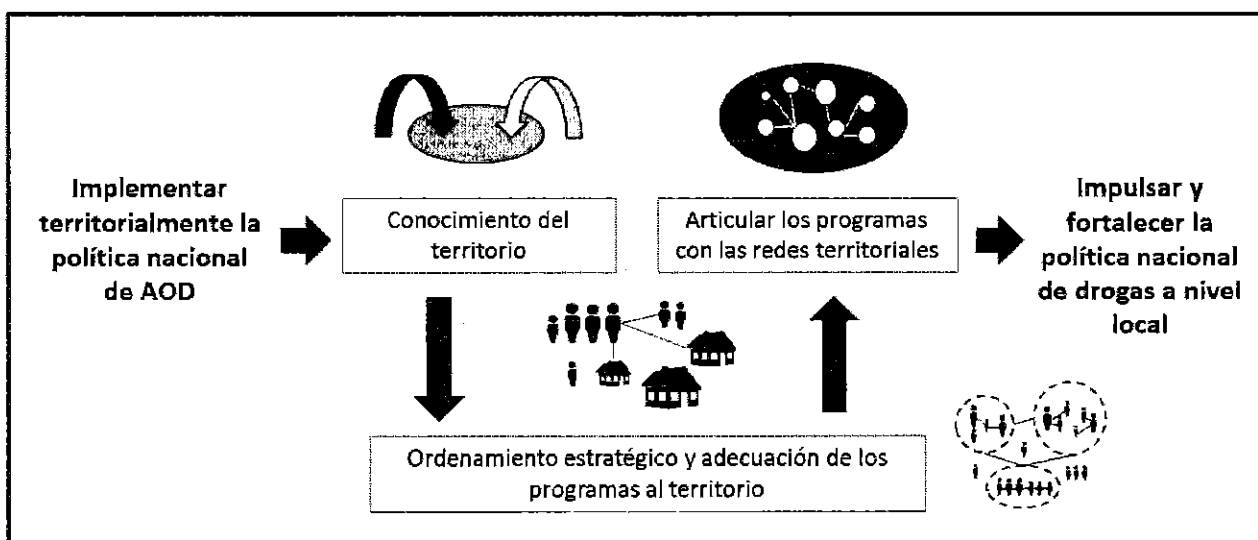 Implementar
territorialmente la
política nacional
de AOD
Conocimiento del
territorio
Articular los programas
con las redes territoriales
Impulsar y
fortalecer la
política nacional
de drogas a nivel
local
Ordenamiento estratégico y adecuación de los
programas al territorio